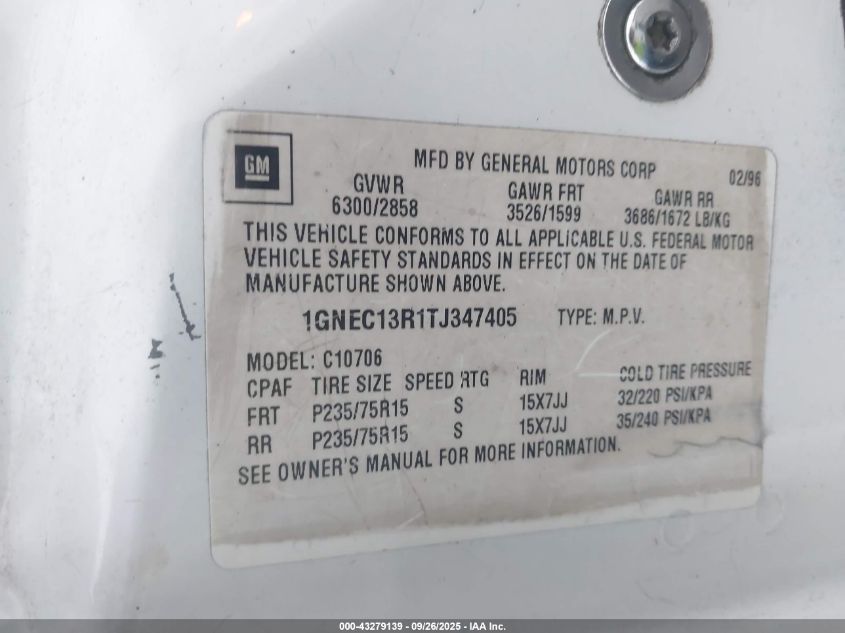 GM
MFD BY GENERAL MOTORS CORP 02/96
GVWR GAWR FRT GAWR RR
6300/2858 3526/1599 3686/1672 LB/KG
THIS VEHICLE CONFORMS TO ALL APPLICABLE U.S. FEDERAL MOTOR
VEHICLE SAFETY STANDARDS IN EFFECT ON THE DATE OF
MANUFACTURE SHOWN ABOVE.
1GNEC13R1TJ347405 TYPE: M.P.V.
MODEL: C10706
CPAF TIRE SIZE SPEED RTG RIM COLD TIRE PRESSURE
FRT P235/75R15 S 15X7JJ 32/220 PSI/KPA
RR P235/75R15 S 15X7JJ 35/240 PSI/KPA
SEE OWNER'S MANUAL FOR MORE INFORMATION.
000-43279139 - 09/26/2025 - IAA Inc.